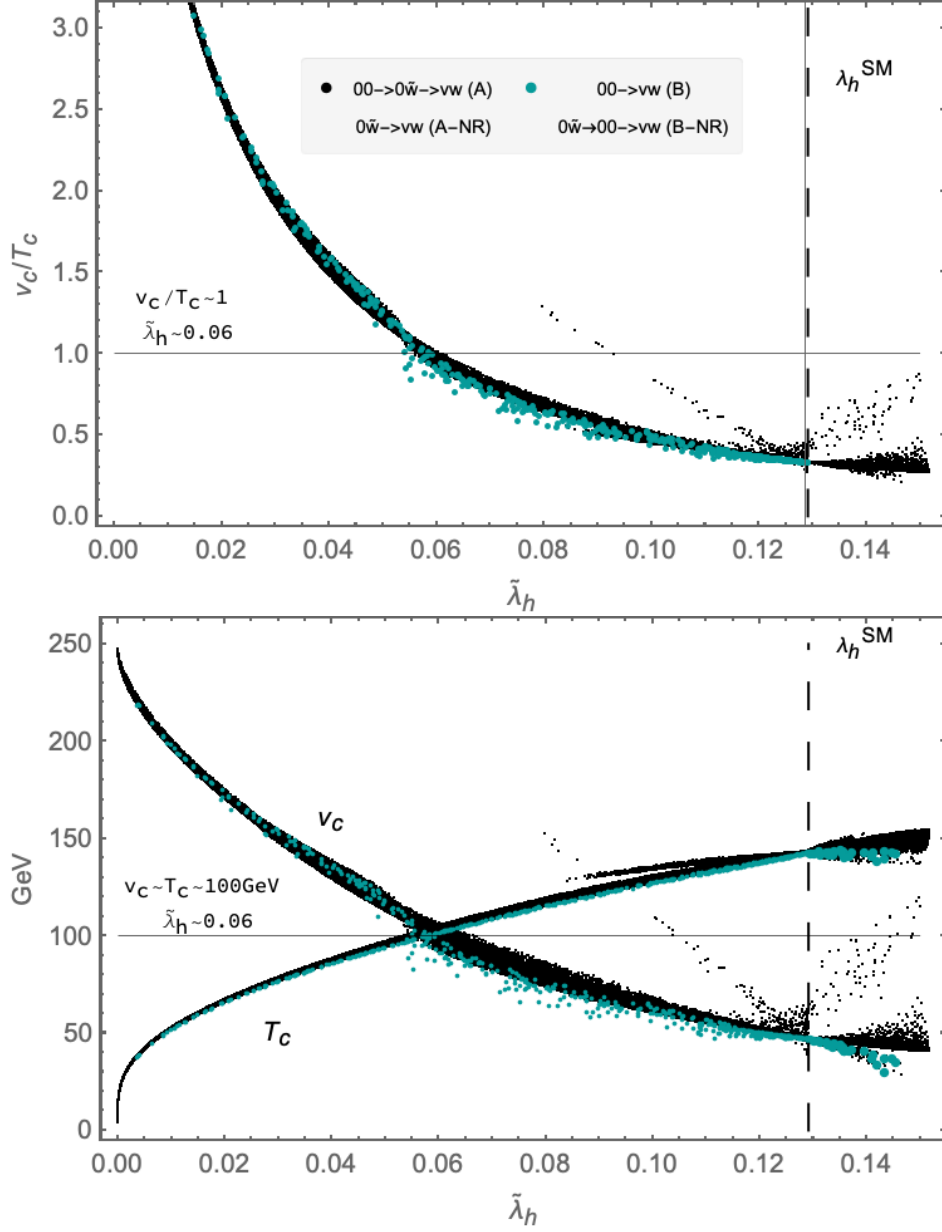 3.0
2.5
2.0
1.5
1.0
0.5
0.0
v_c/T_c
00->0w̃->vw (A)
00->vw (B)
0w̃->vw (A-NR)
0w̃→00->vw (B-NR)
λ_h^SM
v_c/T_c~1
λ̃_h~0.06
0.00 0.02 0.04 0.06 0.08 0.10 0.12 0.14
λ̃_h
250
200
150
100
50
0
GeV
λ_h^SM
v_c
v_c~T_c~100GeV
λ̃_h~0.06
T_c
0.00 0.02 0.04 0.06 0.08 0.10 0.12 0.14
λ̃_h